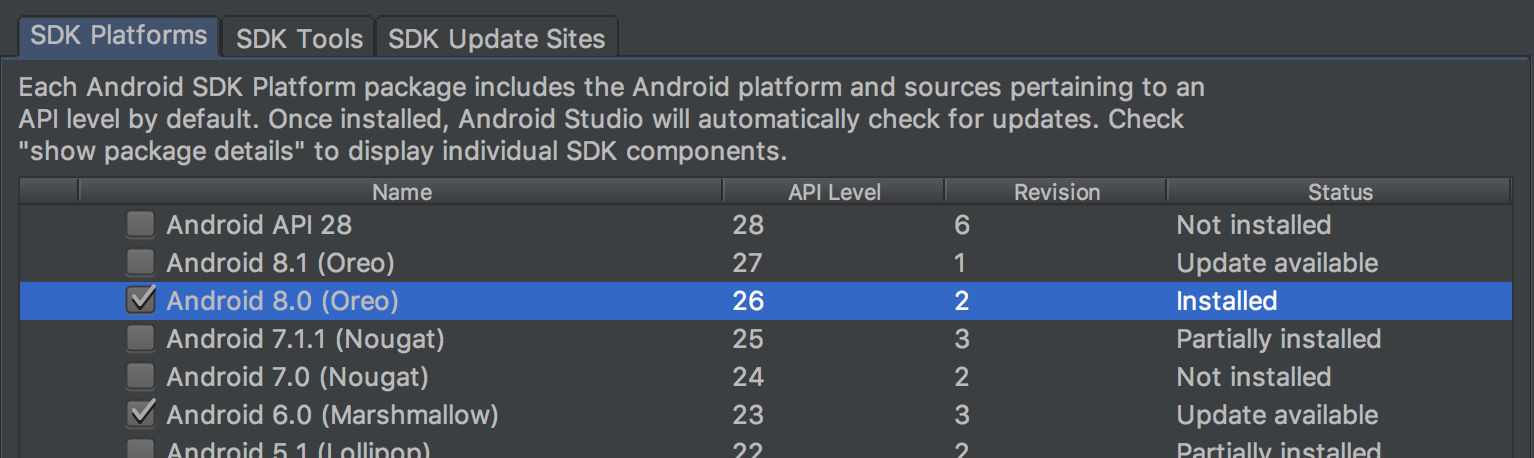 SDK Platforms SDK Tools SDK Update Sites
Each Android SDK Platform package includes the Android platform and sources pertaining to an
API level by default. Once installed, Android Studio will automatically check for updates. Check
"show package details" to display individual SDK components.
Name API Level Revision Status
Android API 28 28 6 Not installed
Android 8.1 (Oreo) 27 1 Update available
Android 8.0 (Oreo) 26 2 Installed
Android 7.1.1 (Nougat) 25 3 Partially installed
Android 7.0 (Nougat) 24 2 Not installed
Android 6.0 (Marshmallow) 23 3 Update available
Android 5.1 (Lollipop) 22 2 Partially installed